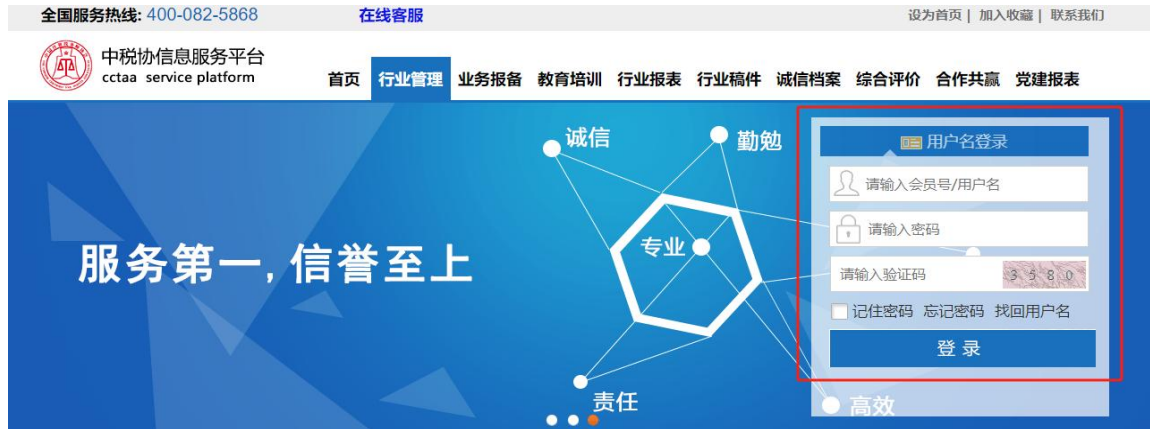 全国服务热线: 400-082-5868 在线客服 设为首页 | 加入收藏 | 联系我们
中税协信息服务平台
cctaa service platform
首页 行业管理 业务报备 教育培训 行业报表 行业稿件 诚信档案 综合评价 合作共赢 党建报表
诚信 勤勉
用户名登录
请输入会员号/用户名
请输入密码
专业
服务第一, 信誉至上
请输入验证码 3 5 8 0
记住密码 忘记密码 找回用户名
登 录
责任
高效